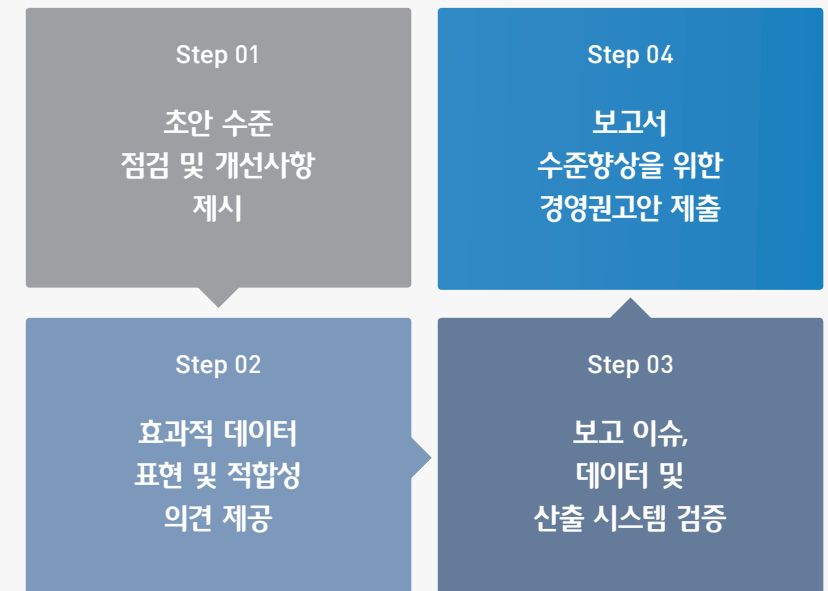 Step 01
초안 수준
점검 및 개선사항
제시
Step 02
효과적 데이터
표현 및 적합성
의견 제공
Step 03
보고 이슈,
데이터 및
산출 시스템 검증
Step 04
보고서
수준향상을 위한
경영권고안 제출